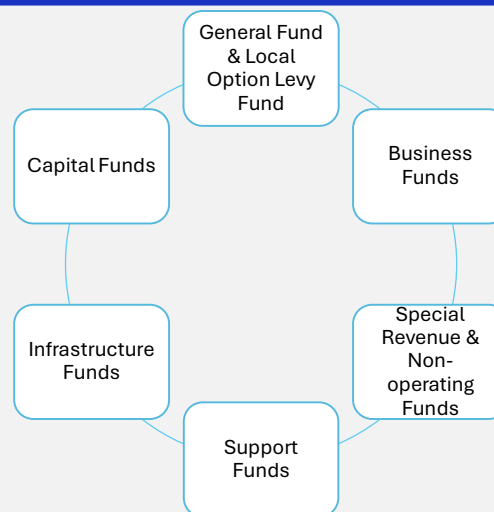 General Fund
& Local
Option Levy
Fund
Business
Funds
Special
Revenue &
Non-
operating
Funds
Support
Funds
Infrastructure
Funds
Capital Funds